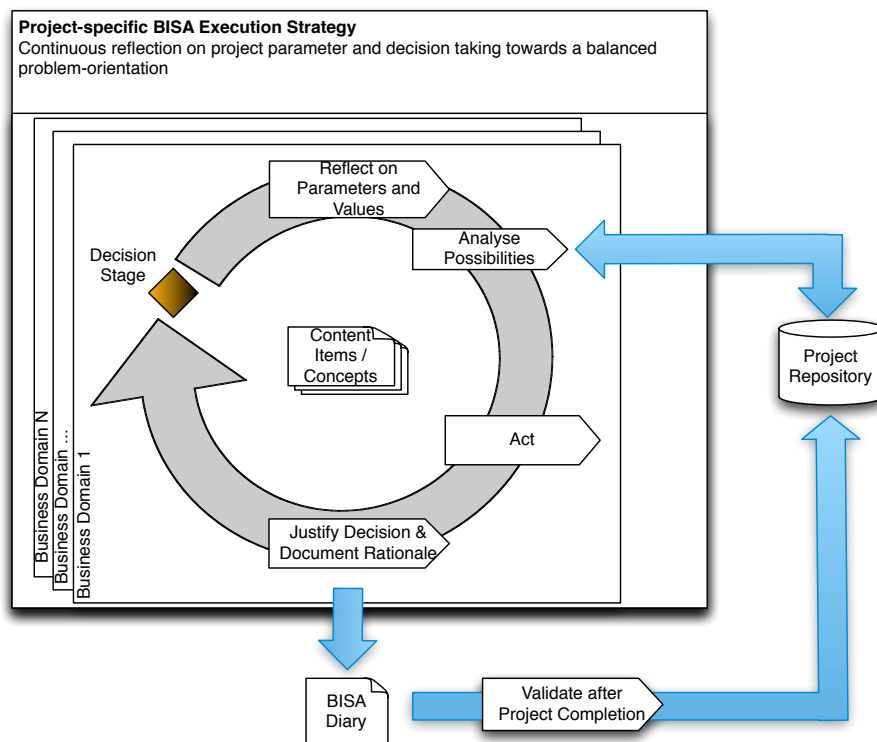 Project-specific BISA Execution Strategy
Continuous reflection on project parameter and decision taking towards a balanced
problem-orientation
Reflect on
Parameters and
Values
Analyse
Possibilities
Decision
Stage
Content
Items /
Concepts
Project
Repository
Act
Justify Decision &
Document Rationale
Business Domain N
Business Domain ...
Business Domain 1
BISA
Diary
Validate after
Project Completion